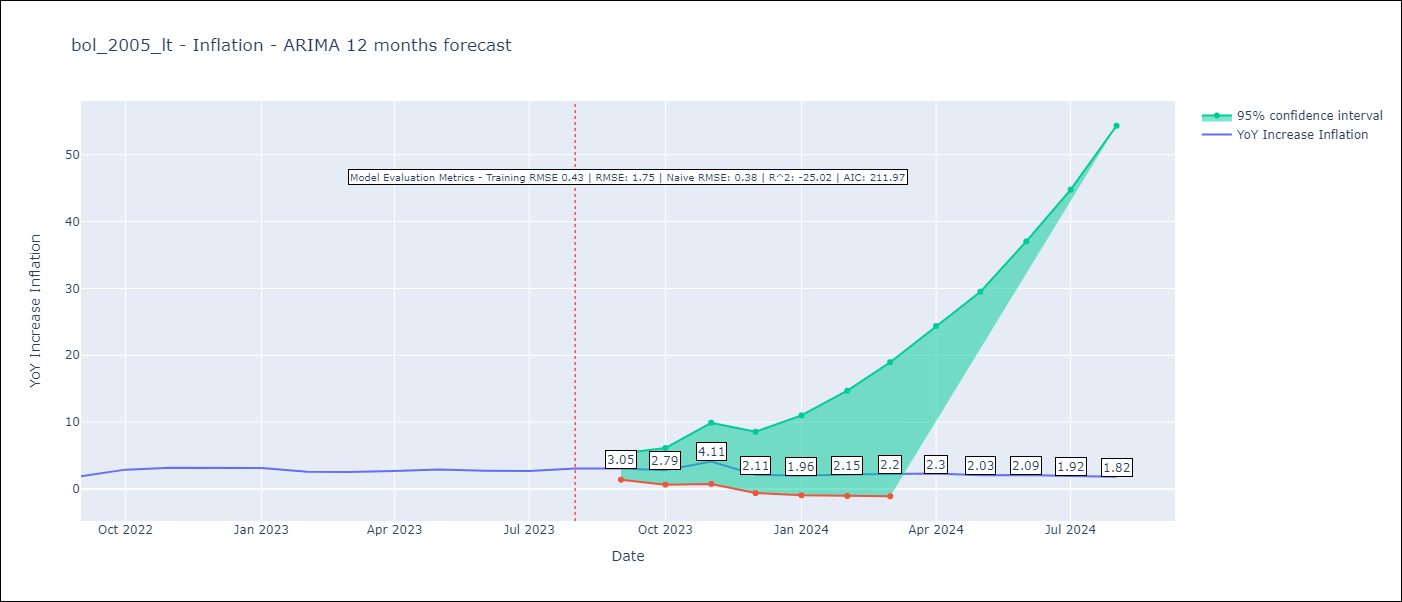 bol_2005_lt - Inflation - ARIMA 12 months forecast
95% confidence interval
YoY Increase Inflation
Model Evaluation Metrics - Training RMSE 0.43 | RMSE: 1.75 | Naive RMSE: 0.38 | R^2: -25.02 | AIC: 211.97
YoY Increase Inflation
50
40
30
20
10
0
3.05
2.79
4.11
2.11
1.96
2.15
2.2
2.3
2.03
2.09
1.92
1.82
Oct 2022
Jan 2023
Apr 2023
Jul 2023
Oct 2023
Jan 2024
Apr 2024
Jul 2024
Date